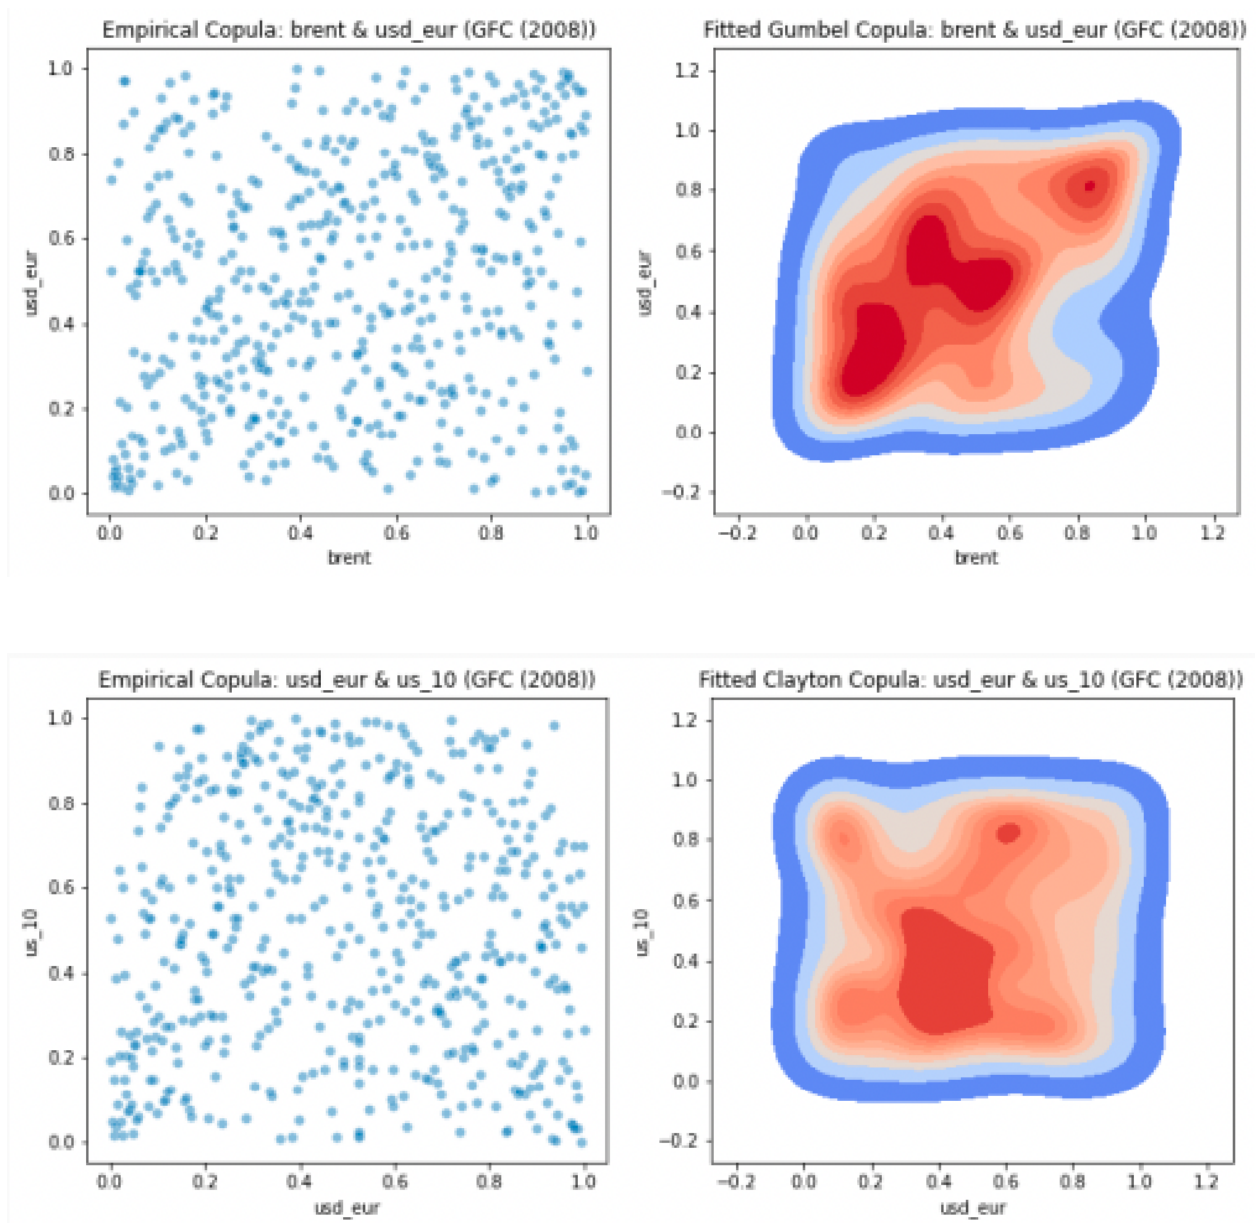 Empirical Copula: brent & usd_eur (GFC (2008))
1.0
0.8
0.6
0.4
0.2
0.0
usd_eur
0.0 0.2 0.4 0.6 0.8 1.0
brent
Fitted Gumbel Copula: brent & usd_eur (GFC (2008))
1.2
1.0
0.8
0.6
0.4
0.2
0.0
−0.2
usd_eur
−0.2 0.0 0.2 0.4 0.6 0.8 1.0 1.2
brent
Empirical Copula: usd_eur & us_10 (GFC (2008))
1.0
0.8
0.6
0.4
0.2
0.0
us_10
0.0 0.2 0.4 0.6 0.8 1.0
usd_eur
Fitted Clayton Copula: usd_eur & us_10 (GFC (2008))
1.2
1.0
0.8
0.6
0.4
0.2
0.0
−0.2
us_10
−0.2 0.0 0.2 0.4 0.6 0.8 1.0 1.2
usd_eur